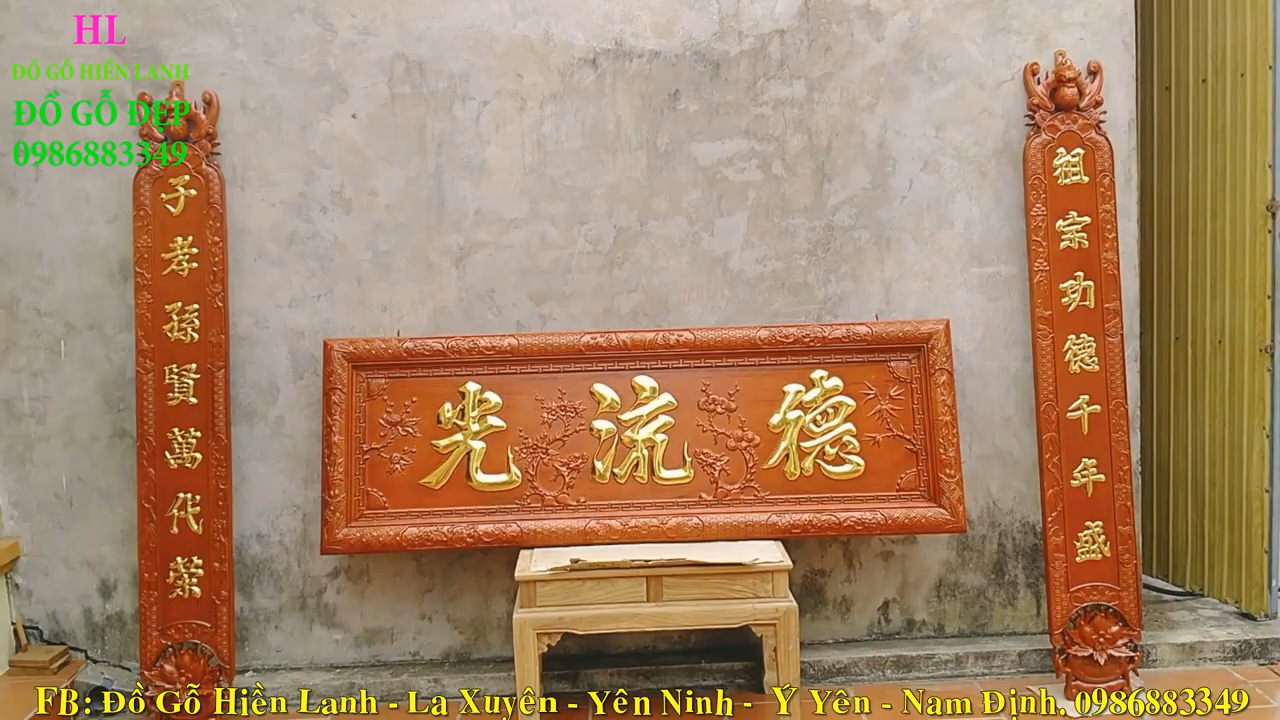 HL
ĐỒ GỖ HIỀN LANH
ĐỒ GỖ ĐẸP
0986883349
祖宗功德千年盛
德流光
子孝孫賢萬代榮
FB: Đồ Gỗ Hiền Lanh - La Xuyên - Yên Ninh - Ý Yên - Nam Định. 0986883349